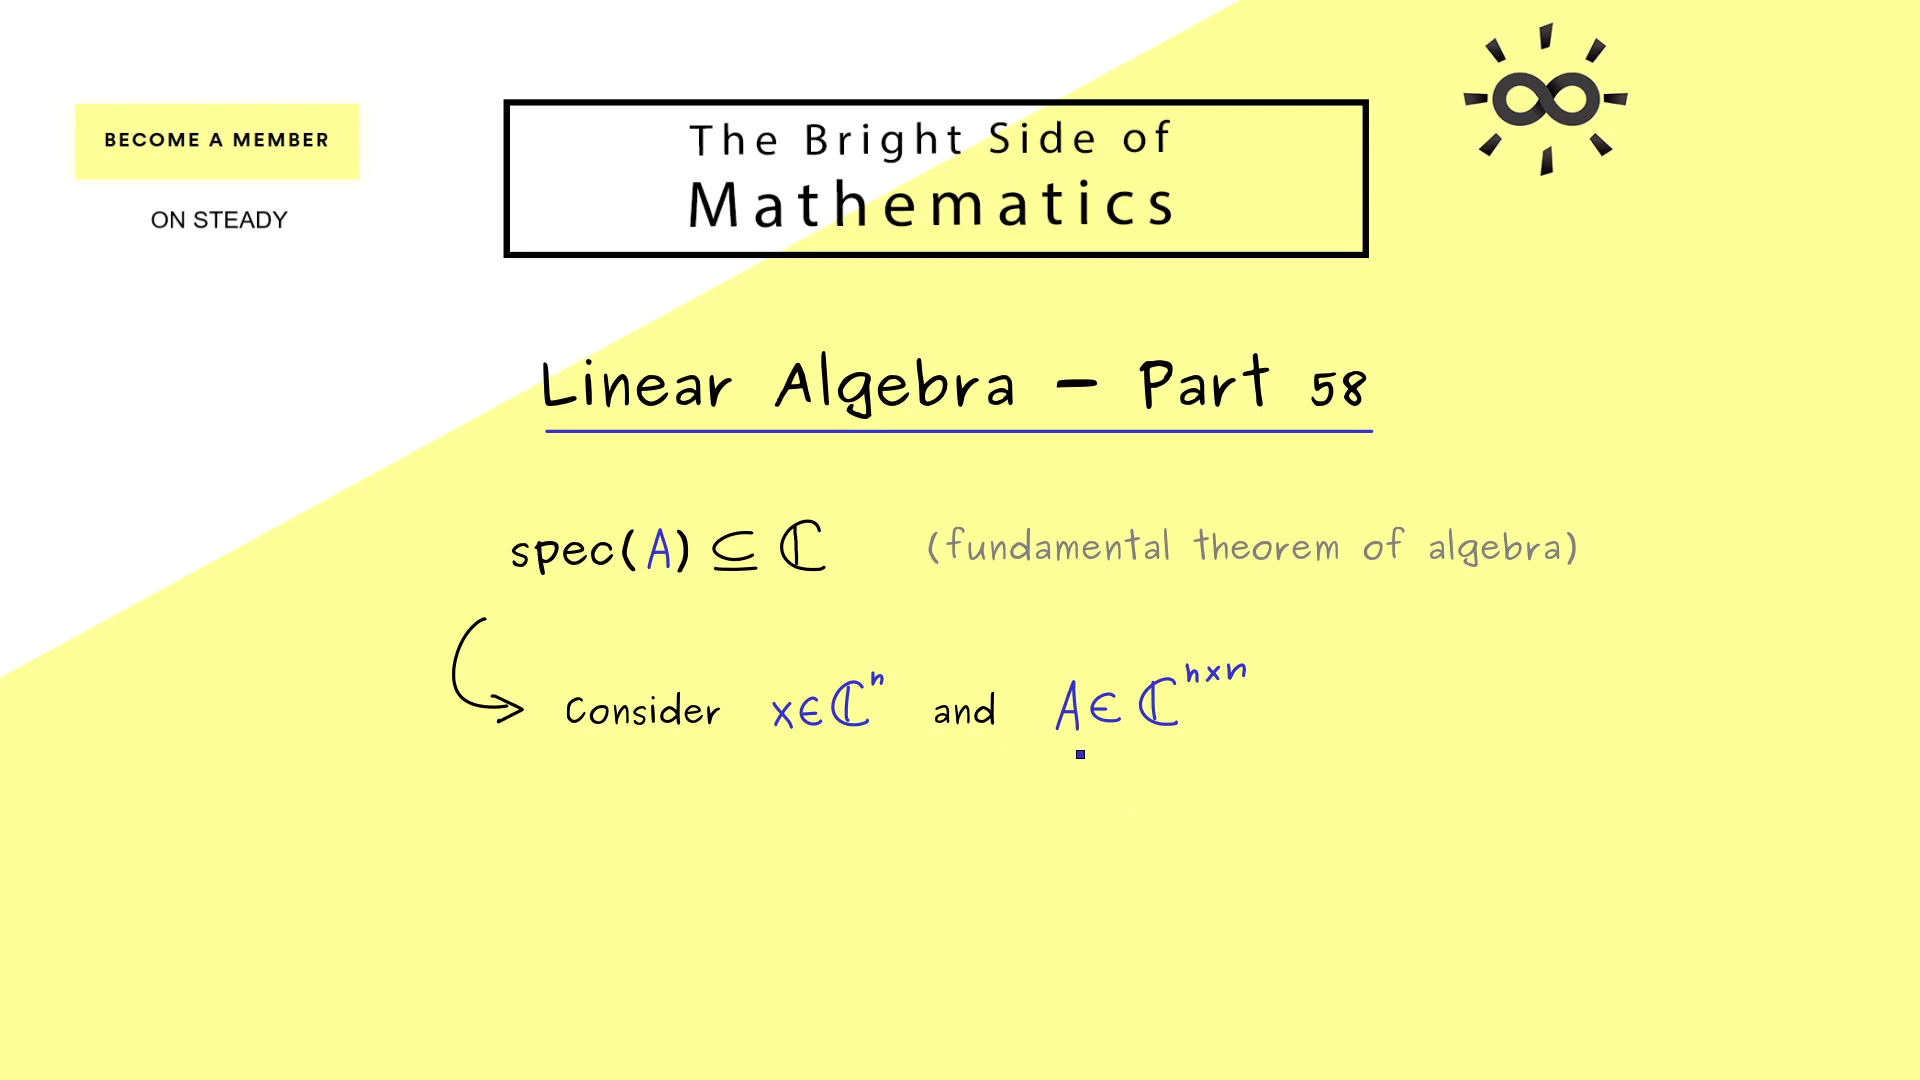 BECOME A MEMBER
ON STEADY
The Bright Side of
Mathematics
Linear Algebra – Part 58
spec(A) ⊆ ℂ (fundamental theorem of algebra)
Consider x∈ℂⁿ and A∈ℂⁿˣⁿ